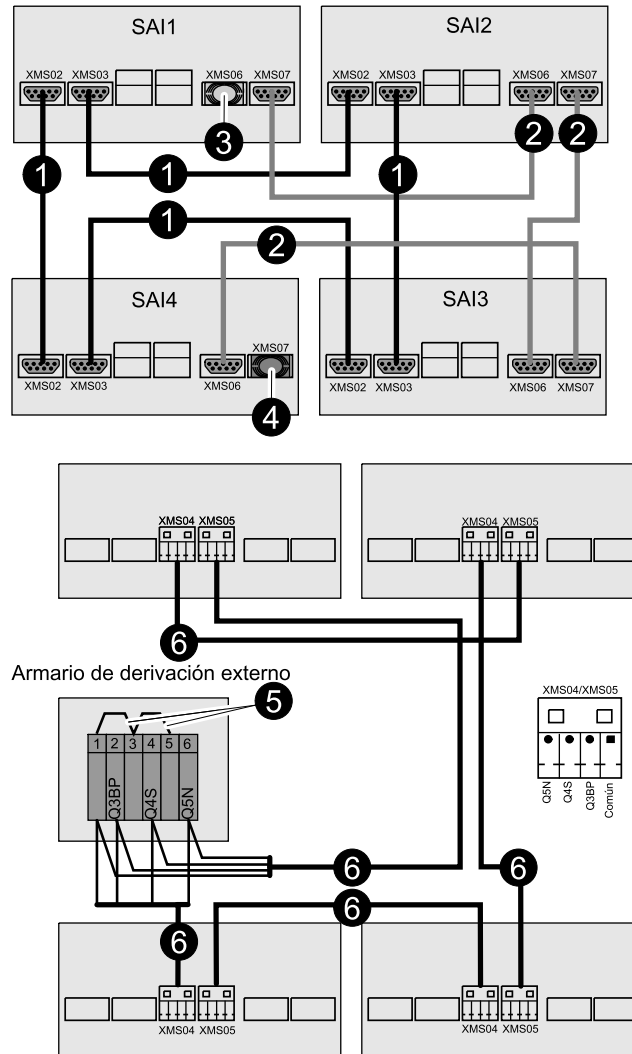 SAI1
SAI2
XMS02 XMS03 XMS06 XMS07
XMS02 XMS03 XMS06 XMS07
3
2 2
1 1 1
1
2
SAI4
SAI3
XMS07
XMS02 XMS03 XMS06
XMS02 XMS03 XMS06 XMS07
4
XMS04 XMS05
XMS04 XMS05
6
Armario de derivación externo
5
1 2 3 4 5 6
Q3BP
Q4S
Q5N
XMS04/XMS05
Q5N
Q4S
Q3BP
Común
6
6
6
6
XMS04 XMS05
XMS04 XMS05